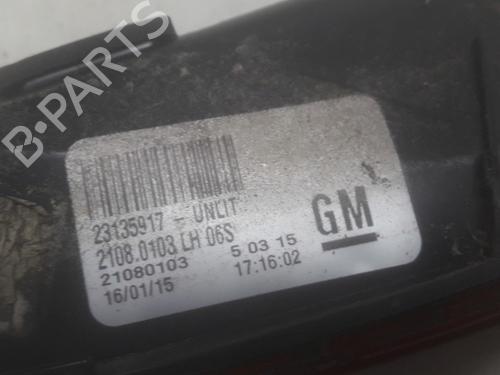 B-PARTS
23135917 - UNLIT
2108.0103 LH 06S
21080103 5 03 15
16/01/15 17:16:02
GM